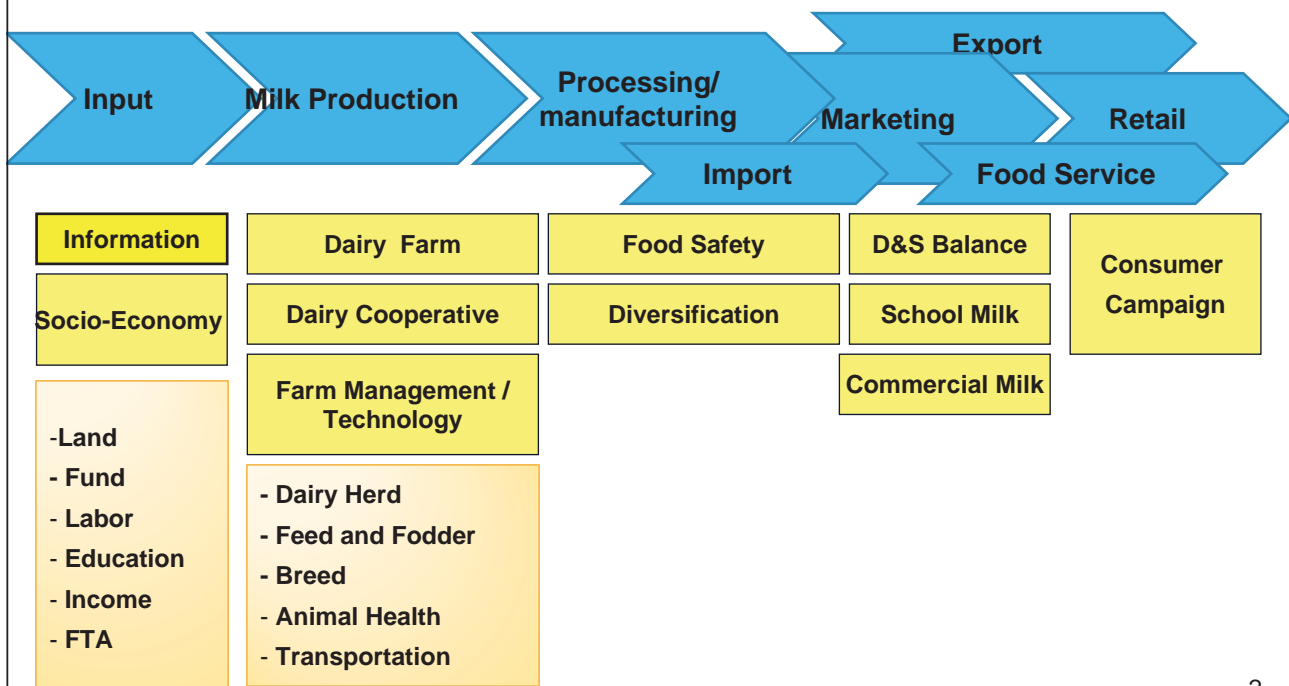 Export
Input
Milk Production
Processing/
manufacturing
Marketing
Retail
Import
Food Service
Information
Socio-Economy
-Land
- Fund
- Labor
- Education
- Income
- FTA
Dairy Farm
Dairy Cooperative
Farm Management /
Technology
- Dairy Herd
- Feed and Fodder
- Breed
- Animal Health
- Transportation
Food Safety
Diversification
D&S Balance
School Milk
Commercial Milk
Consumer
Campaign